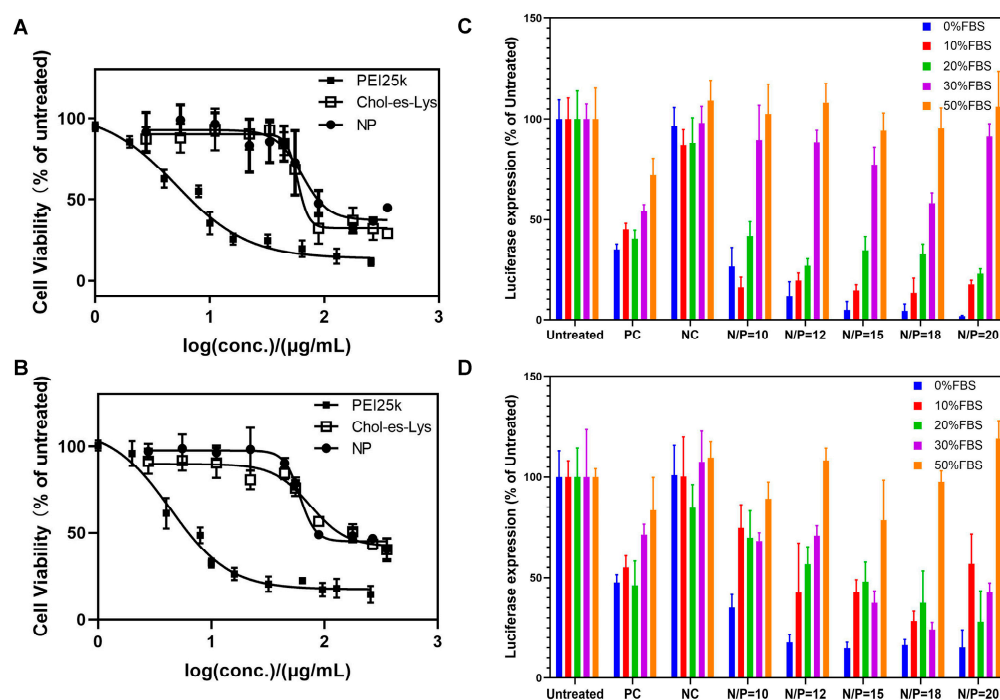 A
PEI25k
Chol-es-Lys
NP
100
50
0
Cell Viability (% of untreated)
0 1 2 3
log(conc.)/(μg/mL)
B
PEI25k
Chol-es-Lys
NP
100
50
0
Cell Viability (% of untreated)
0 1 2 3
log(conc.)/(μg/mL)
C
0%FBS
10%FBS
20%FBS
30%FBS
50%FBS
150
100
50
0
Luciferase expression (% of Untreated)
Untreated PC NC N/P=10 N/P=12 N/P=15 N/P=18 N/P=20
D
0%FBS
10%FBS
20%FBS
30%FBS
50%FBS
150
100
50
0
Luciferase expression (% of Untreated)
Untreated PC NC N/P=10 N/P=12 N/P=15 N/P=18 N/P=20